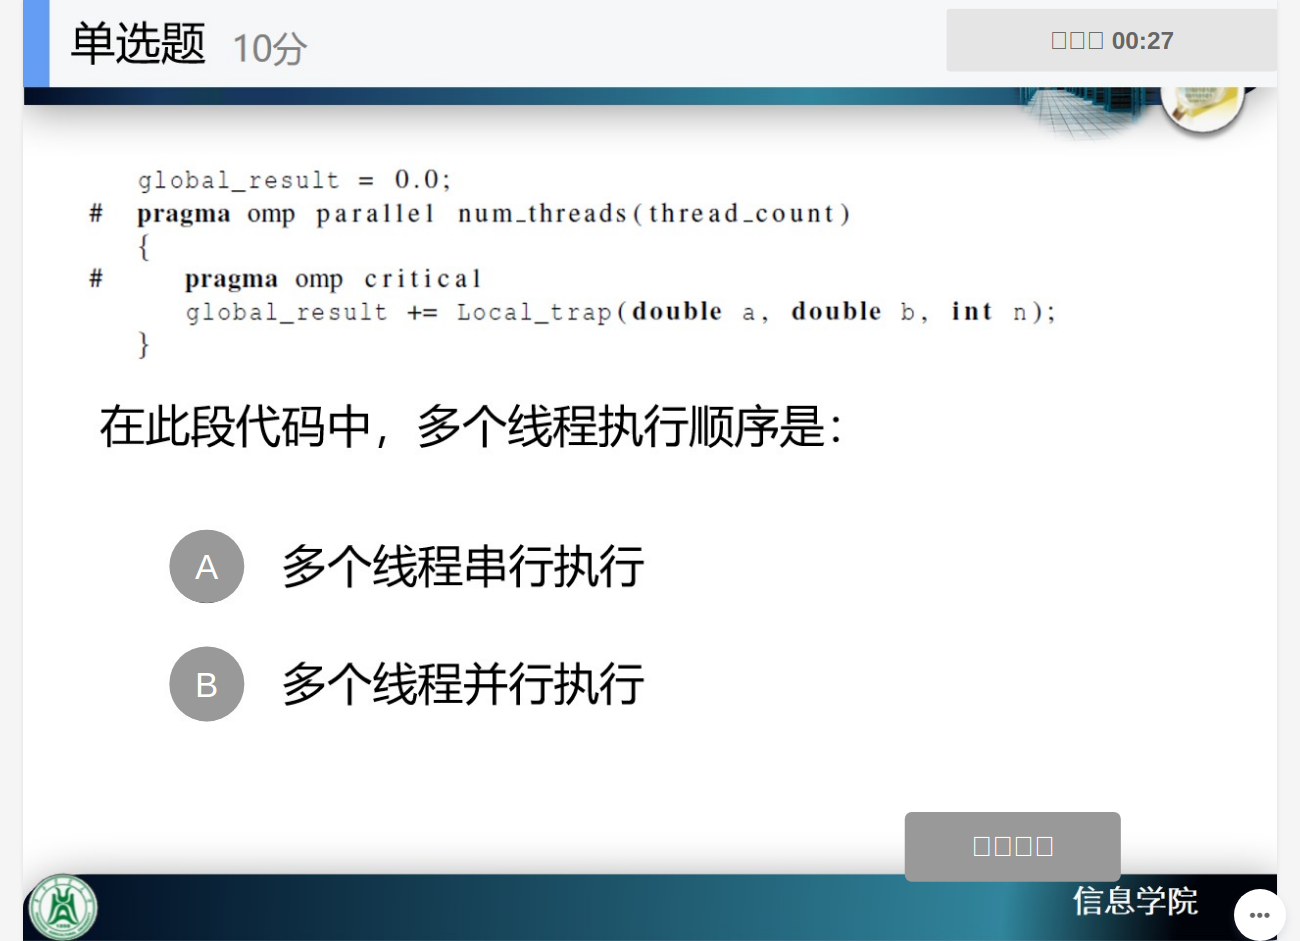 单选题 10分
00:27
global_result = 0.0;
# pragma omp parallel num_threads(thread_count)
{
# pragma omp critical
global_result += Local_trap(double a, double b, int n);
}
在此段代码中，多个线程执行顺序是：
A 多个线程串行执行
B 多个线程并行执行
信息学院